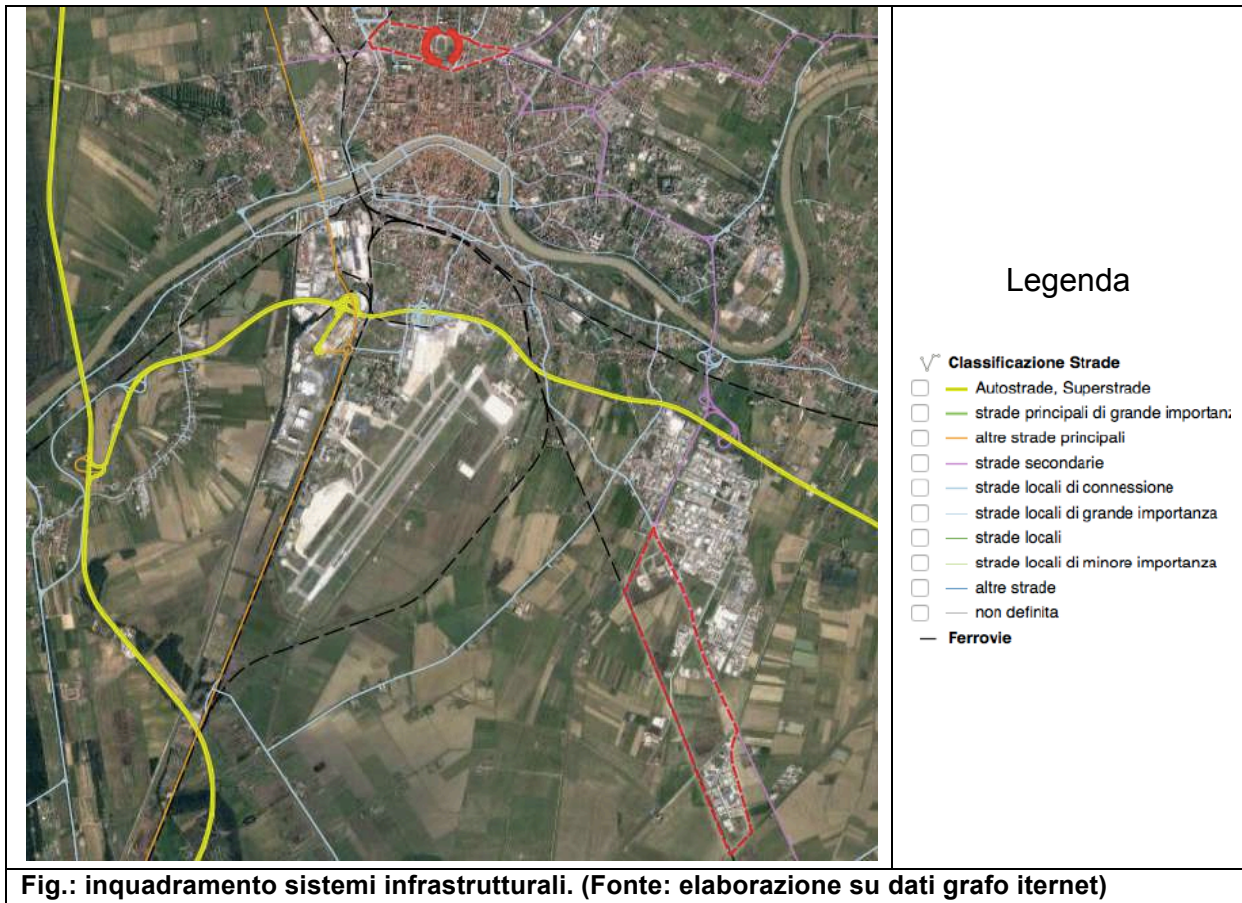 Legenda
Classificazione Strade
Autostrade, Superstrade
strade principali di grande importanz
altre strade principali
strade secondarie
strade locali di connessione
strade locali di grande importanza
strade locali
strade locali di minore importanza
altre strade
non definita
Ferrovie
Fig.: inquadramento sistemi infrastrutturali. (Fonte: elaborazione su dati grafo iternet)